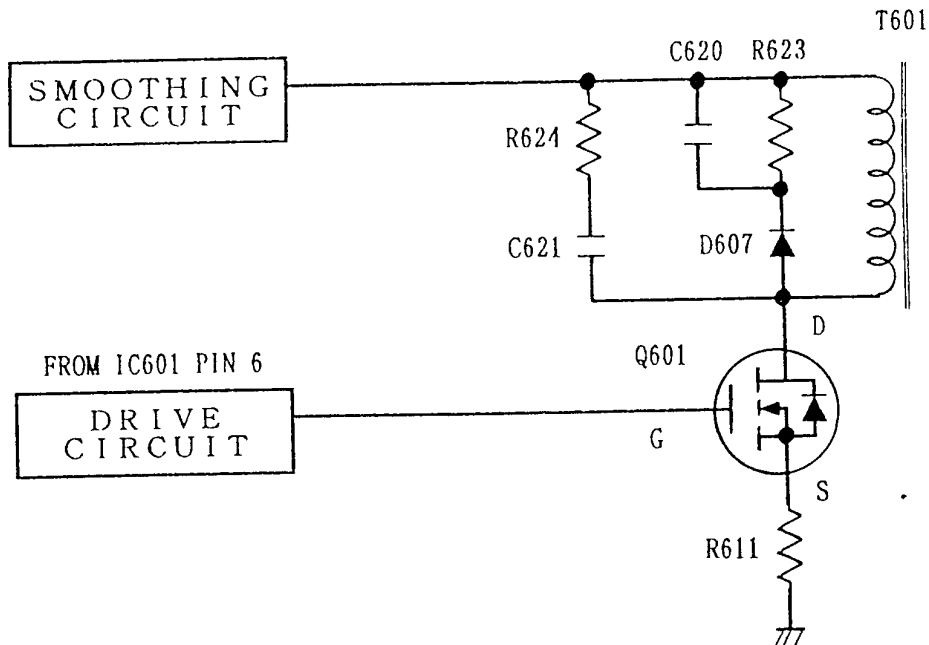 T601
C620
R623
SMOOTHING
CIRCUIT
R624
C621
D607
D
FROM IC601 PIN 6
Q601
DRIVE
CIRCUIT
G
S
R611